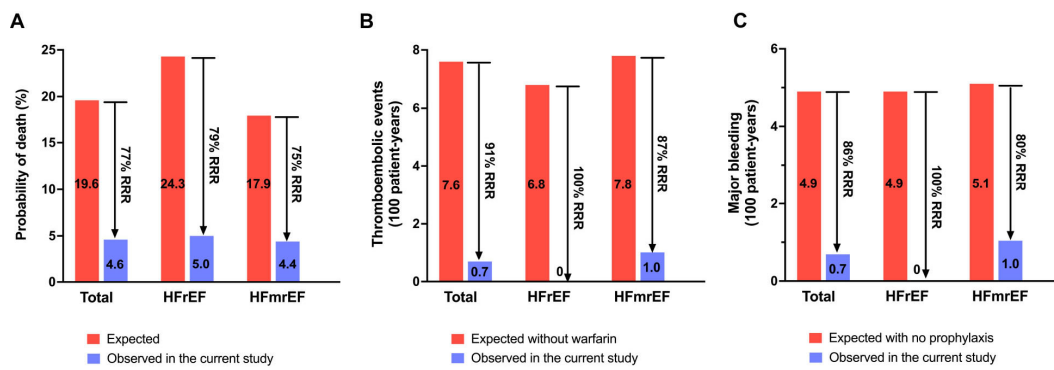 A
Probability of death (%)
25
20
15
10
5
0
19.6
77% RRR
4.6
24.3
79% RRR
5.0
17.9
75% RRR
4.4
Total
HFrEF
HFmrEF
Expected
Observed in the current study
B
Thromboembolic events
(100 patient-years)
8
6
4
2
0
7.6
91% RRR
0.7
6.8
100% RRR
0
7.8
87% RRR
1.0
Total
HFrEF
HFmrEF
Expected without warfarin
Observed in the current study
C
Major bleeding
(100 patient-years)
6
4
2
0
4.9
86% RRR
0.7
4.9
100% RRR
0
5.1
80% RRR
1.0
Total
HFrEF
HFmrEF
Expected with no prophylaxis
Observed in the current study